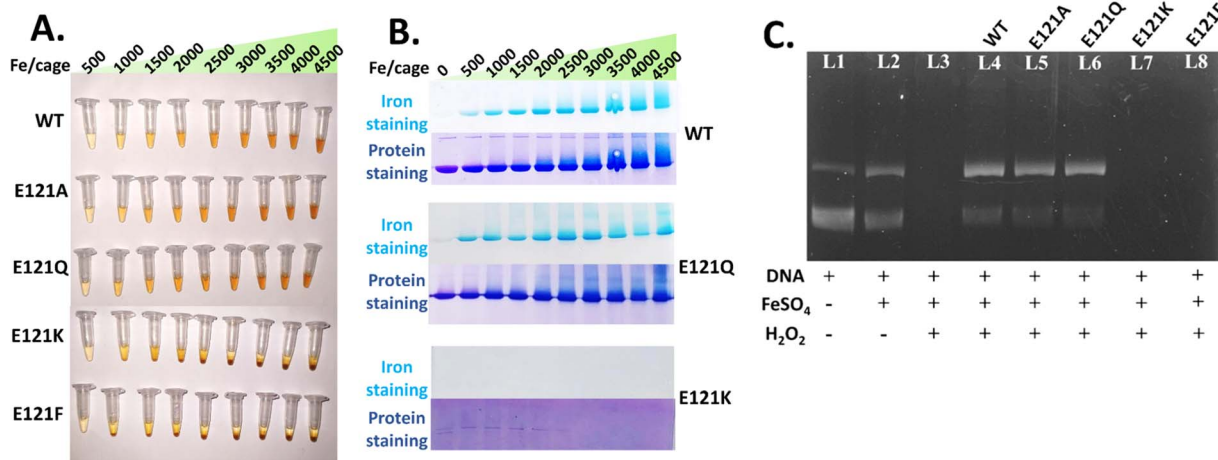 A.
Fe/cage 500 1000 1500 2000 2500 3000 3500 4000 4500
WT
E121A
E121Q
E121K
E121F
B.
Fe/cage 0 500 1000 1500 2000 2500 3000 3500 4000 4500
Iron
staining
Protein
staining
WT
Iron
staining
Protein
staining
E121Q
Iron
staining
Protein
staining
E121K
C.
WT E121A E121Q E121K
L1 L2 L3 L4 L5 L6 L7 L8
DNA + + + + + + + +
FeSO₄ - + + + + + + +
H₂O₂ - - + + + + + +